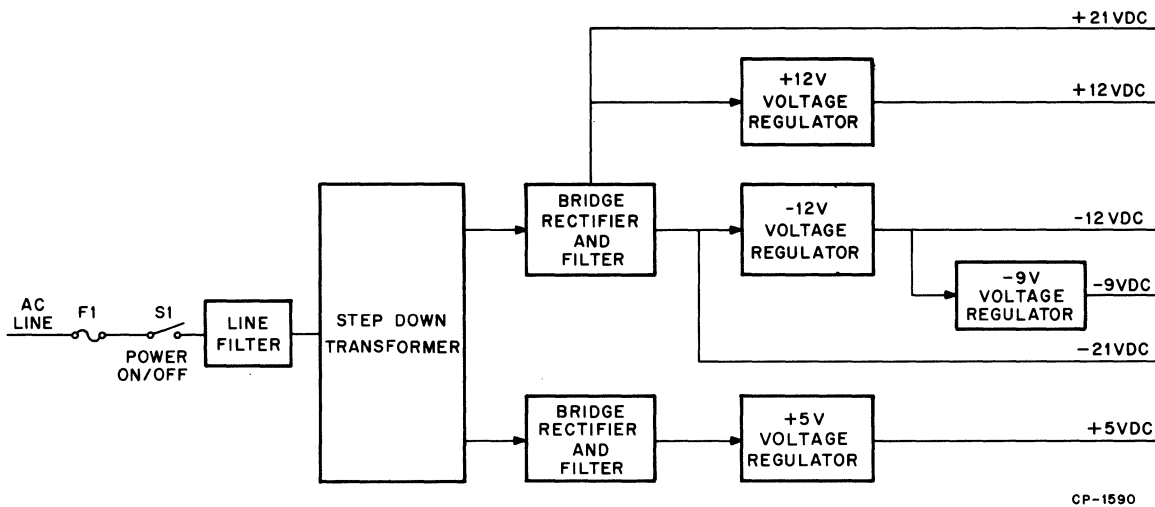 +21VDC
+12V
VOLTAGE
REGULATOR
+12VDC
BRIDGE
RECTIFIER
AND
FILTER
-12V
VOLTAGE
REGULATOR
-12VDC
-9V
VOLTAGE
REGULATOR
-9VDC
-21VDC
AC
LINE
F1
S1
POWER
ON/OFF
LINE
FILTER
STEP DOWN
TRANSFORMER
BRIDGE
RECTIFIER
AND
FILTER
+5V
VOLTAGE
REGULATOR
+5VDC
CP-1590